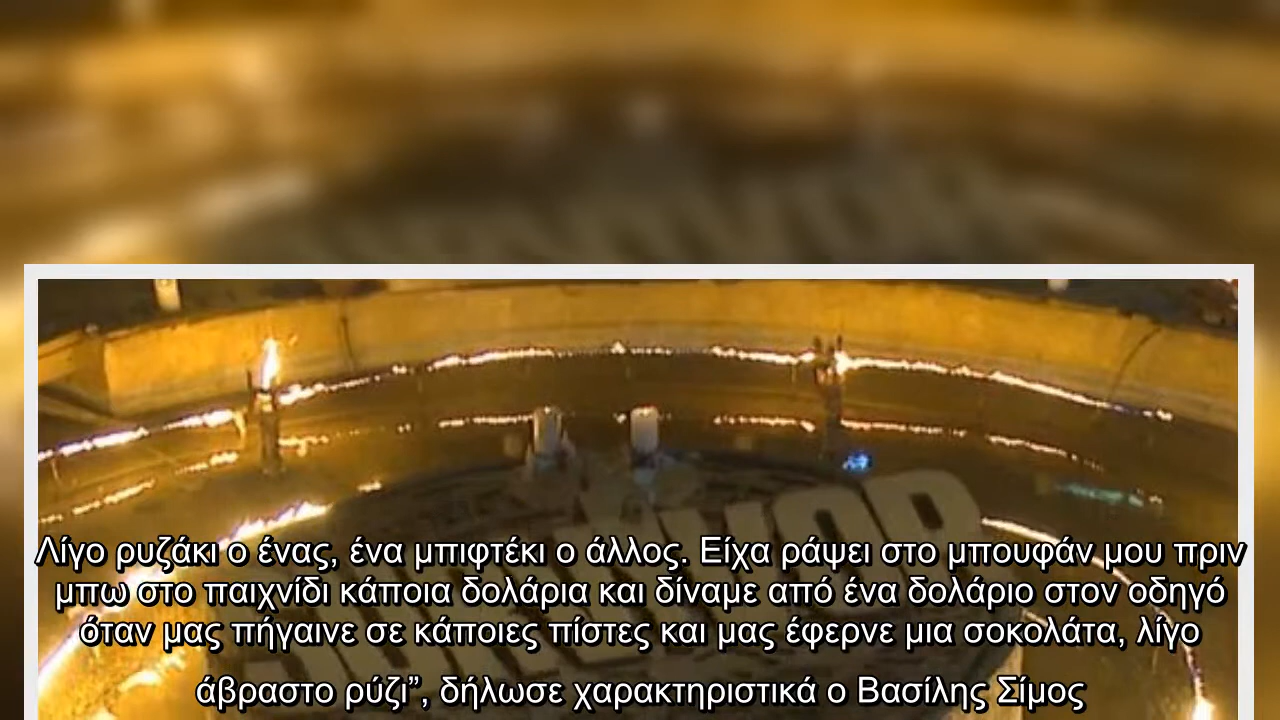 Λίγο ρυζάκι ο ένας, ένα μπιφτέκι ο άλλος. Είχα ράψει στο μπουφάν μου πριν
μπω στο παιχνίδι κάποια δολάρια και δίναμε από ένα δολάριο στον οδηγό
όταν μας πήγαινε σε κάποιες πίστες και μας έφερνε μια σοκολάτα, λίγο
άβραστο ρύζι”, δήλωσε χαρακτηριστικά ο Βασίλης Σίμος